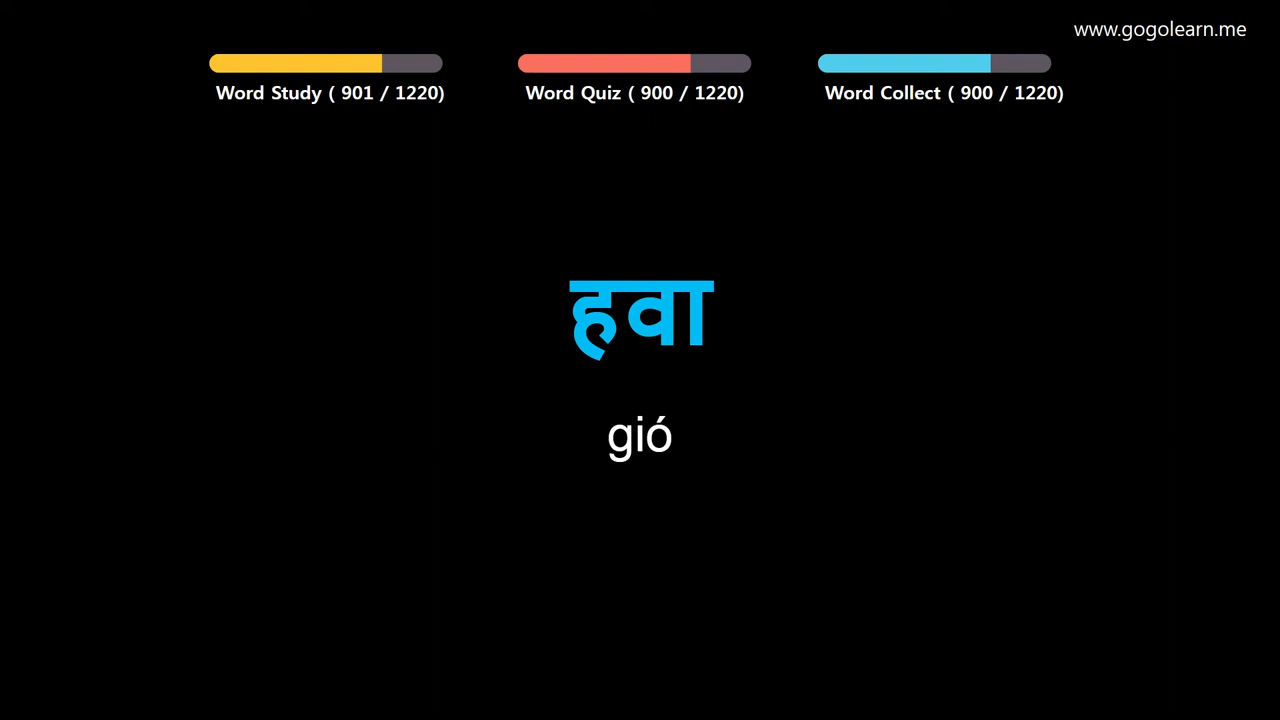 www.gogolearn.me
Word Study ( 901 / 1220)
Word Quiz ( 900 / 1220)
Word Collect ( 900 / 1220)
हवा
gió